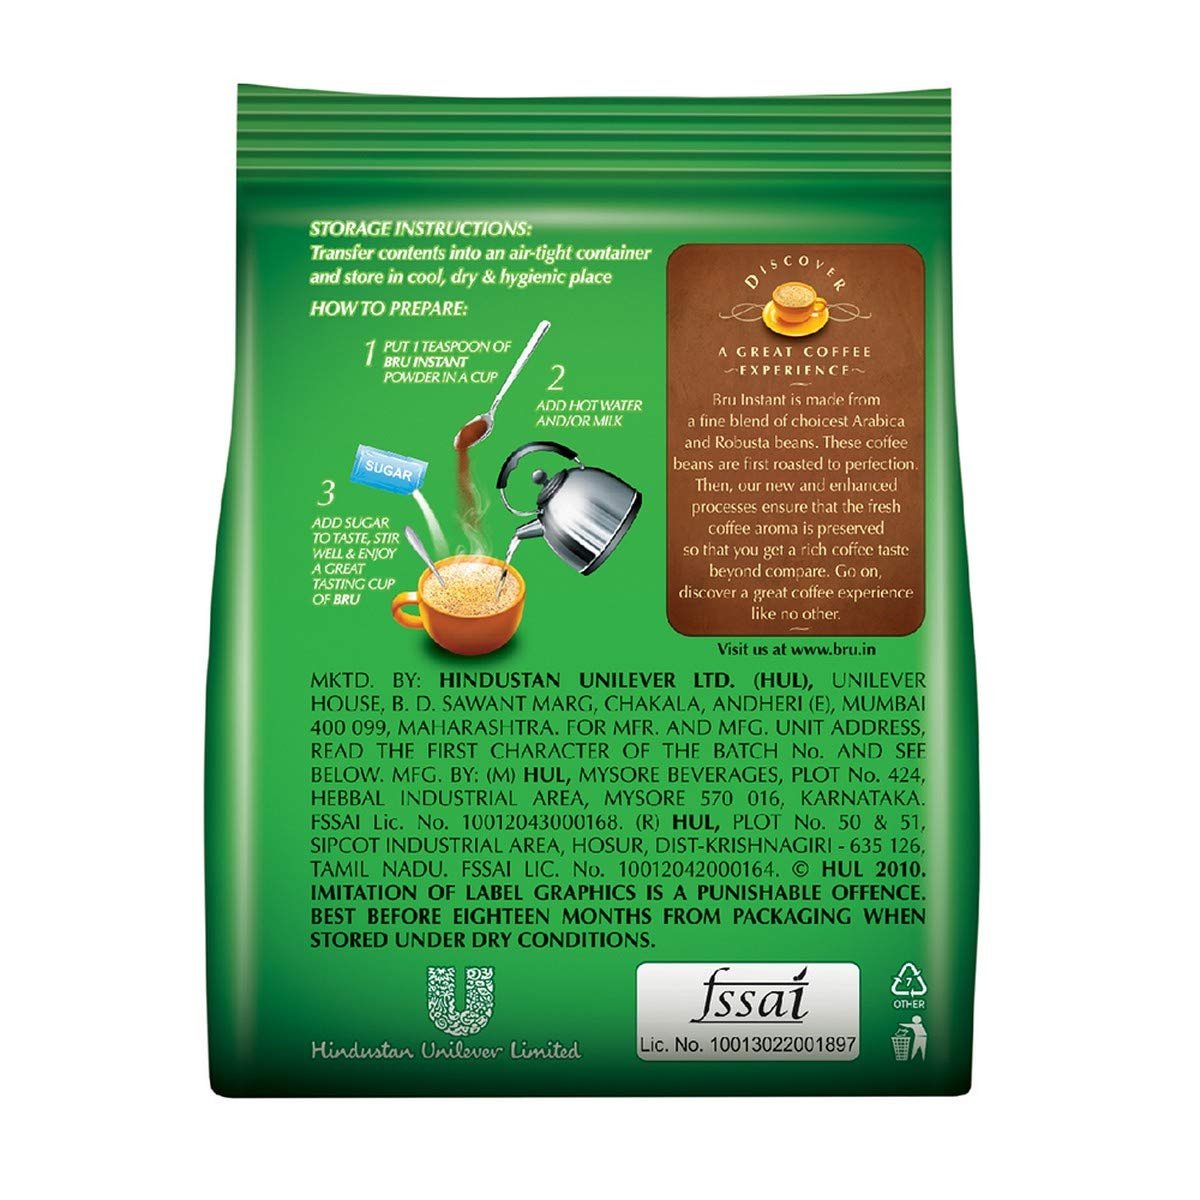 STORAGE INSTRUCTIONS:
Transfer contents into an air-tight container
and store in cool, dry & hygienic place
HOW TO PREPARE:
1 PUT 1 TEASPOON OF
BRU INSTANT
POWDER IN A CUP
2
ADD HOT WATER
AND/OR MILK
SUGAR
3
ADD SUGAR
TO TASTE, STIR
WELL & ENJOY
A GREAT
TASTING CUP
OF BRU
DISCOVER
A GREAT COFFEE
~EXPERIENCE~
Bru Instant is made from
a fine blend of choicest Arabica
and Robusta beans. These coffee
beans are first roasted to perfection.
Then, our new and enhanced
processes ensure that the fresh
coffee aroma is preserved
so that you get a rich coffee taste
beyond compare. Go on,
discover a great coffee experience
like no other.
Visit us at www.bru.in
MKTD. BY: HINDUSTAN UNILEVER LTD. (HUL), UNILEVER
HOUSE, B. D. SAWANT MARG, CHAKALA, ANDHERI (E), MUMBAI
400 099, MAHARASHTRA. FOR MFR. AND MFG. UNIT ADDRESS,
READ THE FIRST CHARACTER OF THE BATCH No. AND SEE
BELOW. MFG. BY: (M) HUL, MYSORE BEVERAGES, PLOT No. 424,
HEBBAL INDUSTRIAL AREA, MYSORE 570 016, KARNATAKA.
FSSAI Lic. No. 10012043000168. (R) HUL, PLOT No. 50 & 51,
SIPCOT INDUSTRIAL AREA, HOSUR, DIST-KRISHNAGIRI - 635 126,
TAMIL NADU. FSSAI LIC. No. 10012042000164. © HUL 2010.
IMITATION OF LABEL GRAPHICS IS A PUNISHABLE OFFENCE.
BEST BEFORE EIGHTEEN MONTHS FROM PACKAGING WHEN
STORED UNDER DRY CONDITIONS.
Hindustan Unilever Limited
fssai
Lic. No. 10013022001897
7
OTHER